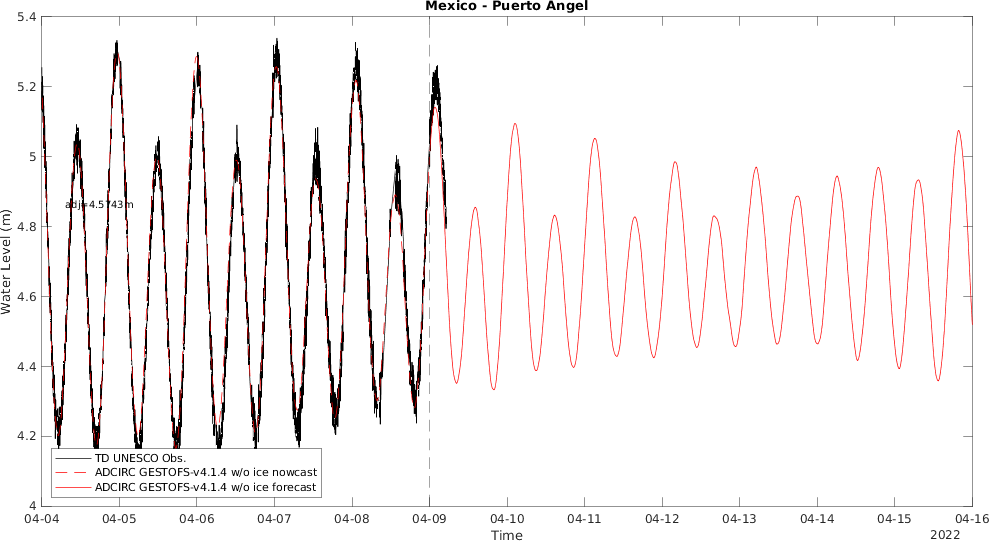 Mexico - Puerto Angel
5.4
5.2
5
4.8
4.6
4.4
4
Water Level (m)
adj=4.5743m
TD UNESCO Obs.
ADCIRC GESTOFS-v4.1.4 w/o ice nowcast
ADCIRC GESTOFS-v4.1.4 w/o ice forecast
04-04 04-05 04-06 04-07 04-08 04-09 04-10 04-11 04-12 04-13 04-14 04-15 04-16
Time
2022